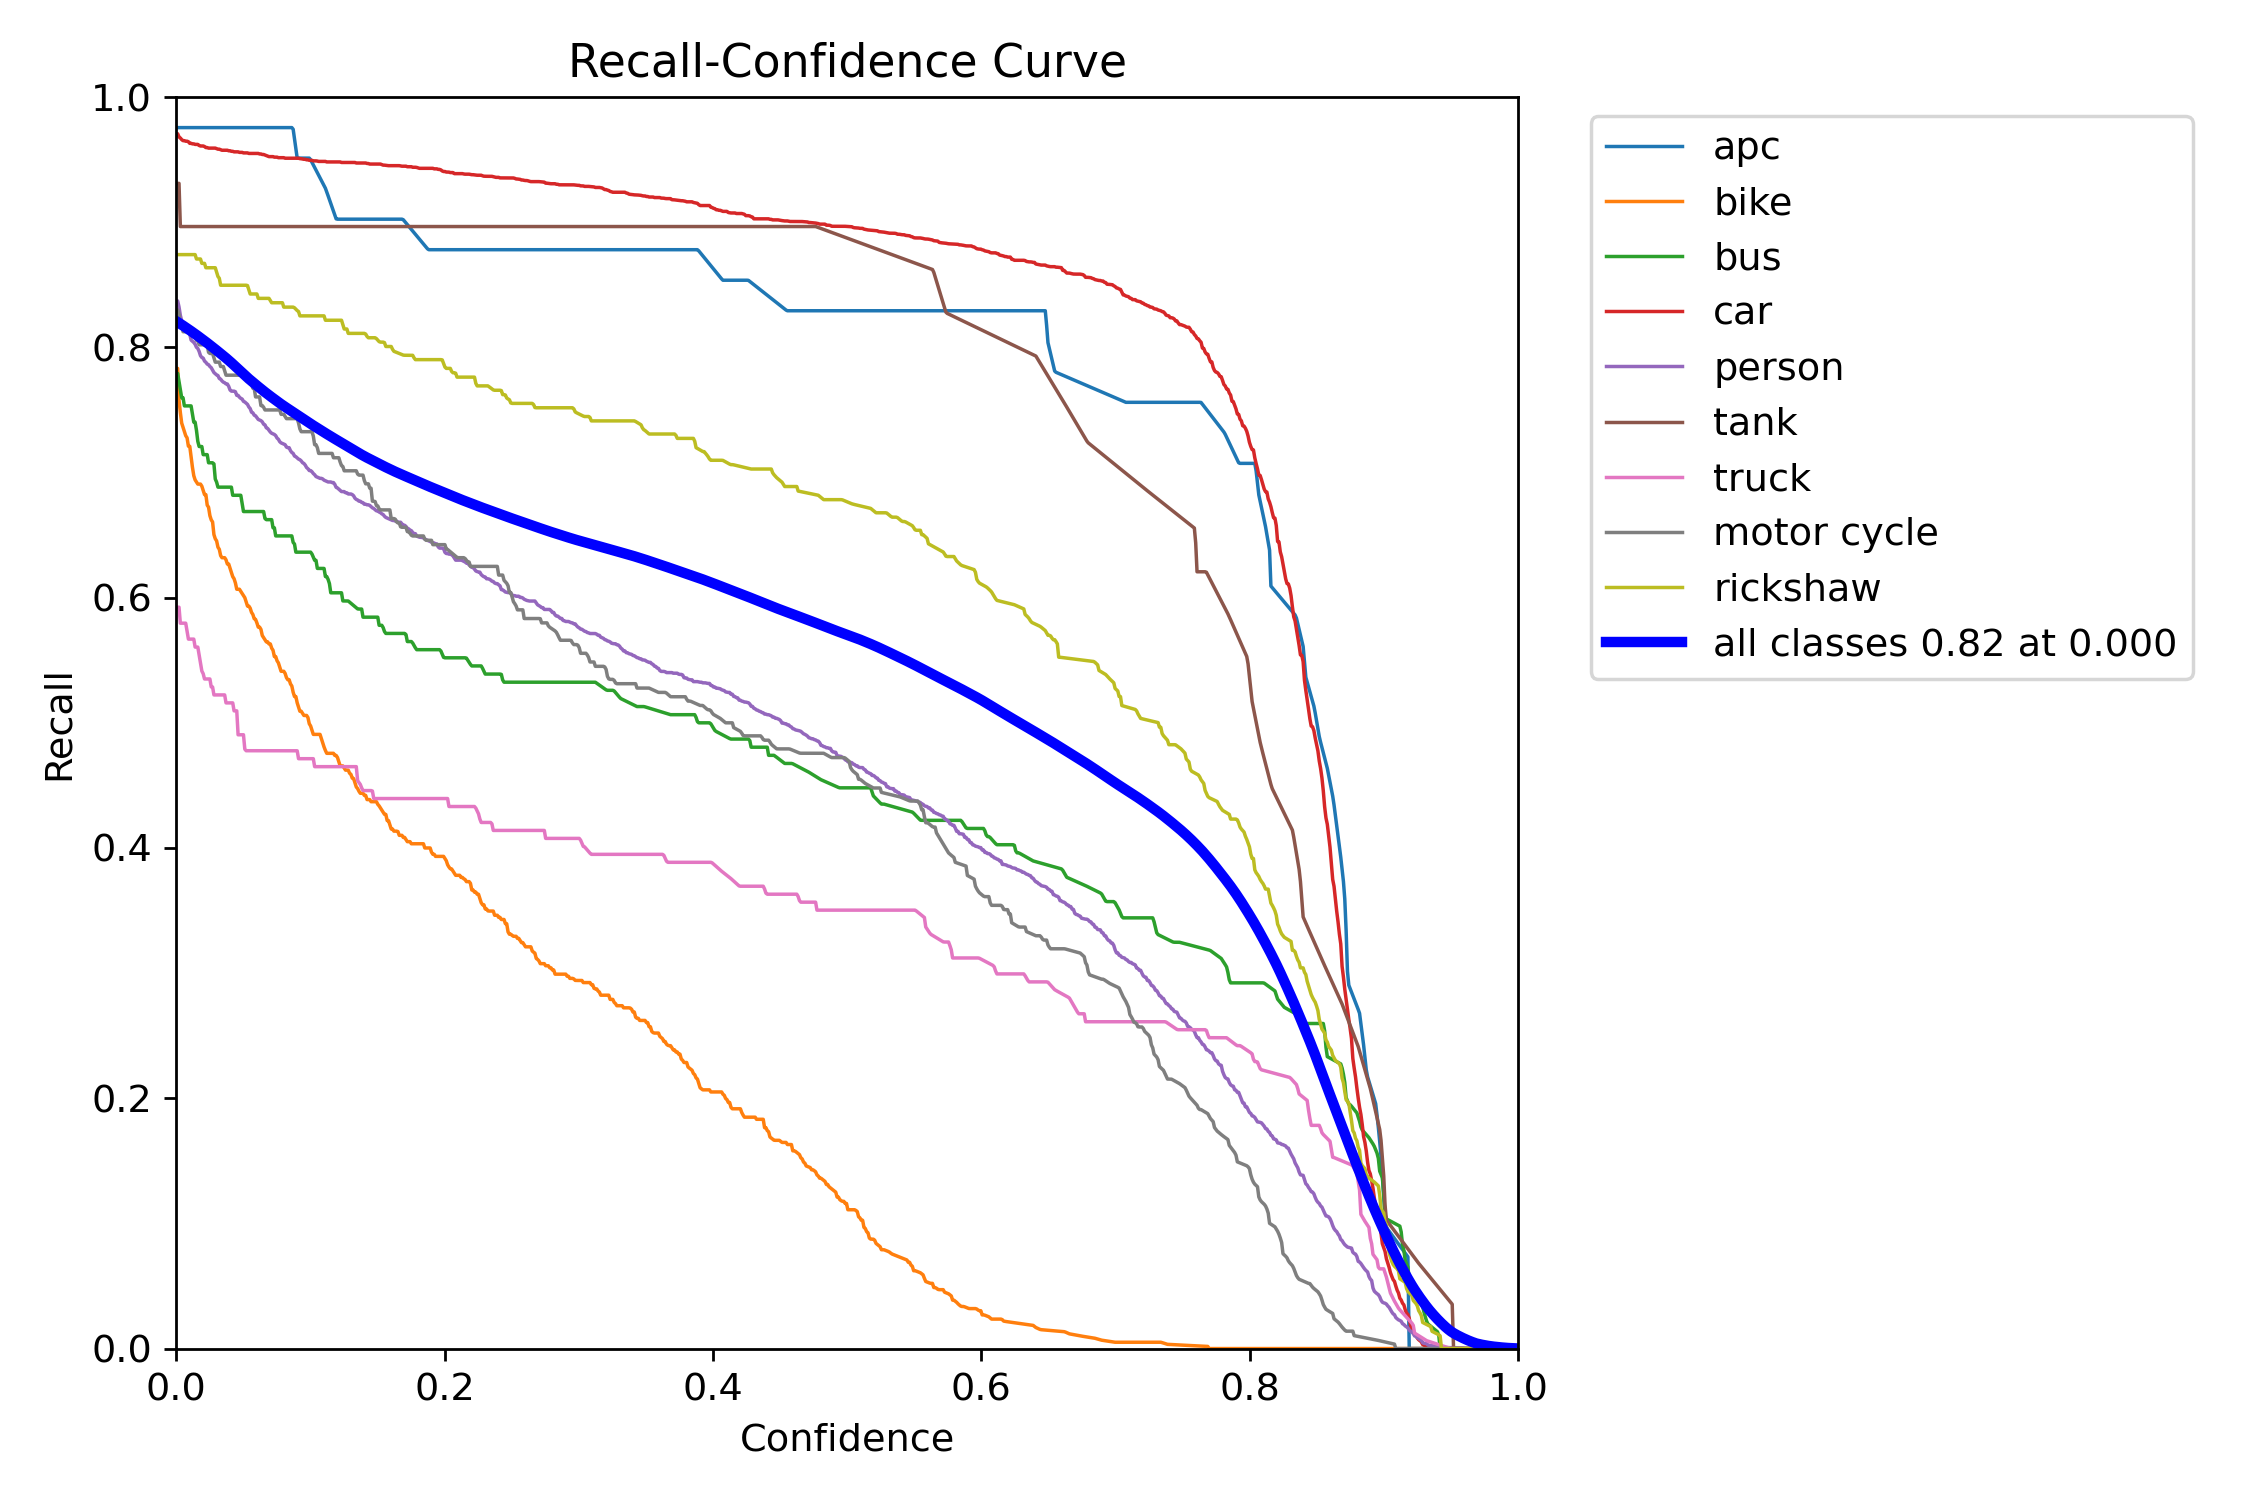 Recall-Confidence Curve
1.0
0.8
0.6
0.4
0.2
0.0
Recall
0.0 0.2 0.4 0.6 0.8 1.0
Confidence
apc
bike
bus
car
person
tank
truck
motor cycle
rickshaw
all classes 0.82 at 0.000